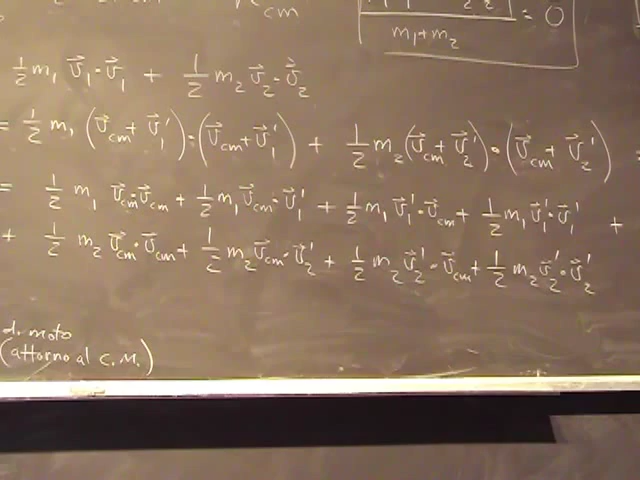 cm
= 0
m₁ + m₂
½ m₁ v⃗₁·v⃗₁ + ½ m₂ v⃗₂·v⃗₂
= ½ m₁ (v⃗cm + v⃗₁')·(v⃗cm + v⃗₁') + ½ m₂ (v⃗cm + v⃗₂')·(v⃗cm + v⃗₂') =
= ½ m₁ v⃗cm·v⃗cm + ½ m₁ v⃗cm·v⃗₁' + ½ m₁ v⃗₁'·v⃗cm + ½ m₁ v⃗₁'·v⃗₁' +
+ ½ m₂ v⃗cm·v⃗cm + ½ m₂ v⃗cm·v⃗₂' + ½ m₂ v⃗₂'·v⃗cm + ½ m₂ v⃗₂'·v⃗₂'
d. moto
(attorno al C.M.)